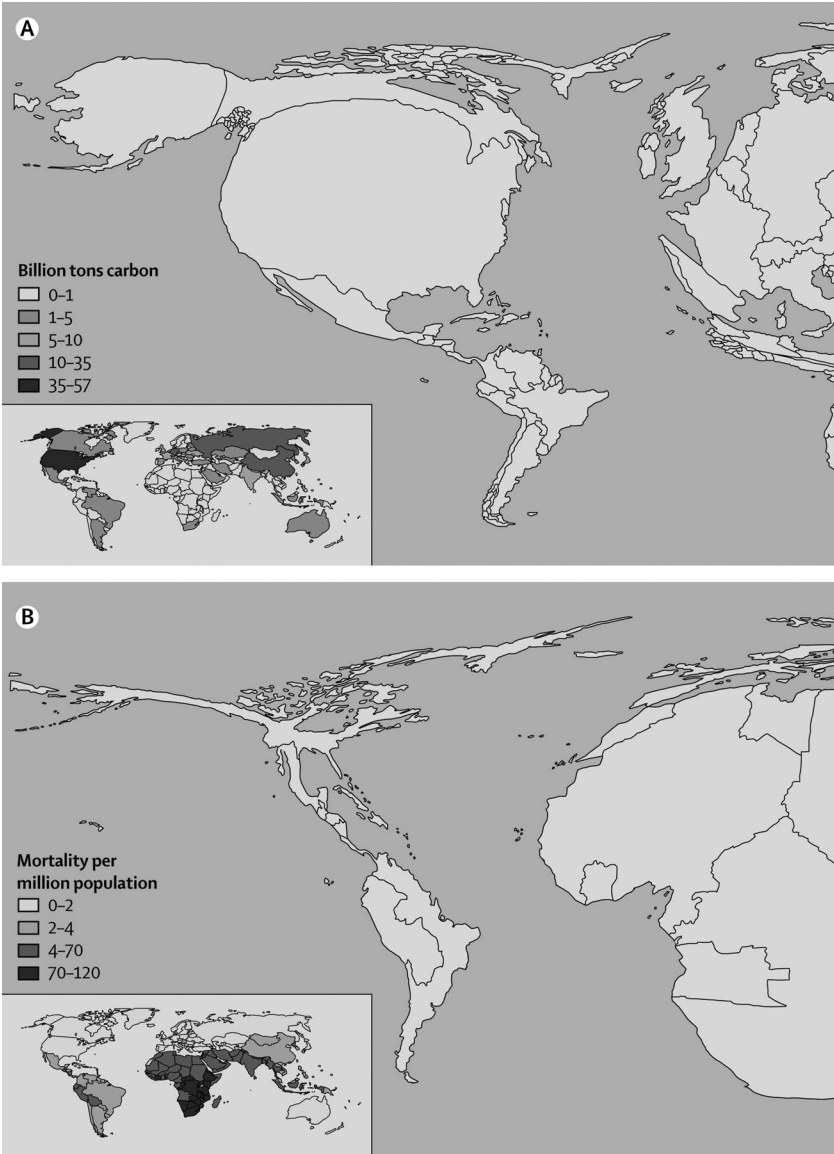 A
Billion tons carbon
0–1
1–5
5–10
10–35
35–57
B
Mortality per
million population
0–2
2–4
4–70
70–120